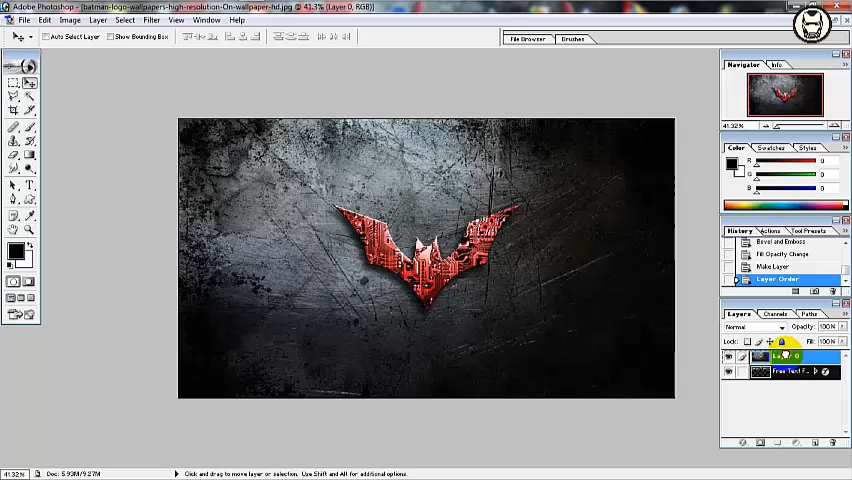 Adobe Photoshop - [batman-logo-wallpapers-high-resolution-On-wallpaper-hd.jpg @ 41.3% (Layer 0, RGB)]
File Edit Image Layer Select Filter View Window Help
Auto Select Layer Show Bounding Box
File Browser Brushes
Navigator Info
41.32%
Color Swatches Styles
R 0
G 0
B 0
History Actions Tool Presets
Bevel and Emboss
Fill Opacity Change
Make Layer
Layer Order
Layers Channels Paths
Normal Opacity: 100%
Lock: Fill: 100%
Layer 0
Free Text F...
41.32% Doc: 5.93M/9.27M Click and drag to move layer or selection. Use Shift and Alt for additional options.